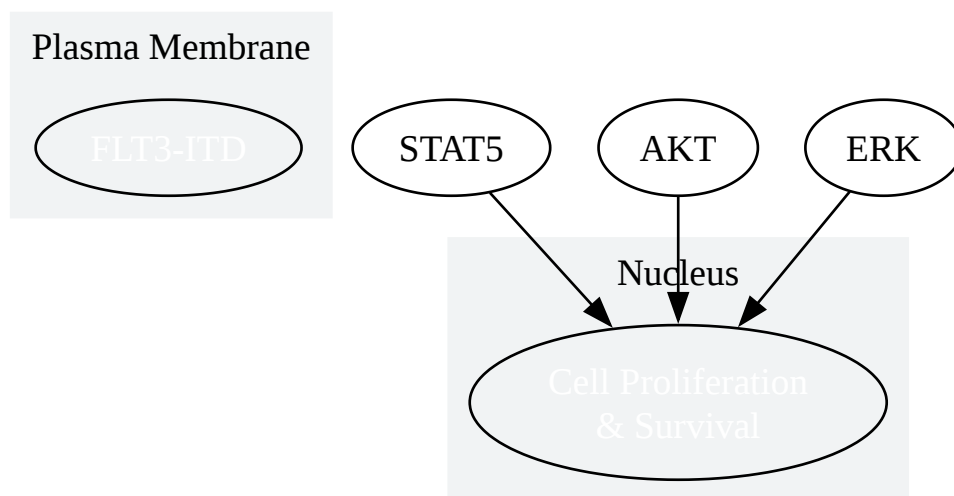 Plasma Membrane
FLT3-ITD
STAT5
AKT
ERK
Nucleus
Cell Proliferation
& Survival